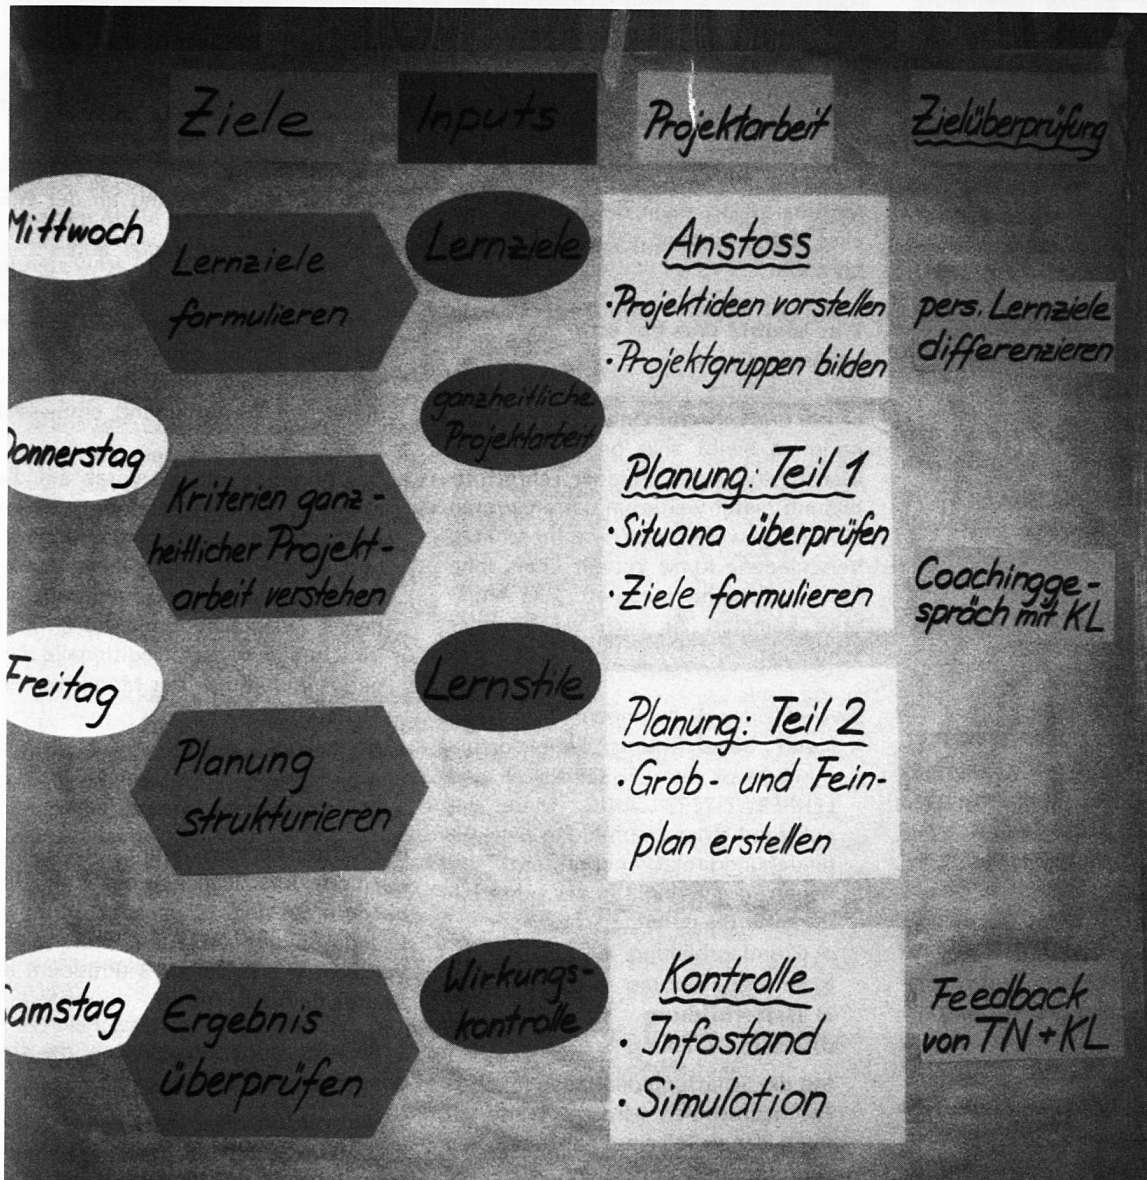 Ziele
Inputs
Projektarbeit
Zielüberprüfung
Mittwoch
Lernziele
formulieren
Lernziele
Anstoss
·Projektideen vorstellen
·Projektgruppen bilden
pers. Lernziele
differenzieren
ganzheitliche
Projektarbeit
Donnerstag
Kriterien ganz-
heitlicher Projekt-
arbeit verstehen
Planung: Teil 1
·Situana überprüfen
·Ziele formulieren
Coachingge-
spräch mit KL
Freitag
Planung
strukturieren
Lernstile
Planung: Teil 2
·Grob- und Fein-
plan erstellen
Samstag
Ergebnis
überprüfen
Wirkungs-
kontrolle
Kontrolle
· Infostand
· Simulation
Feedback
von TN + KL